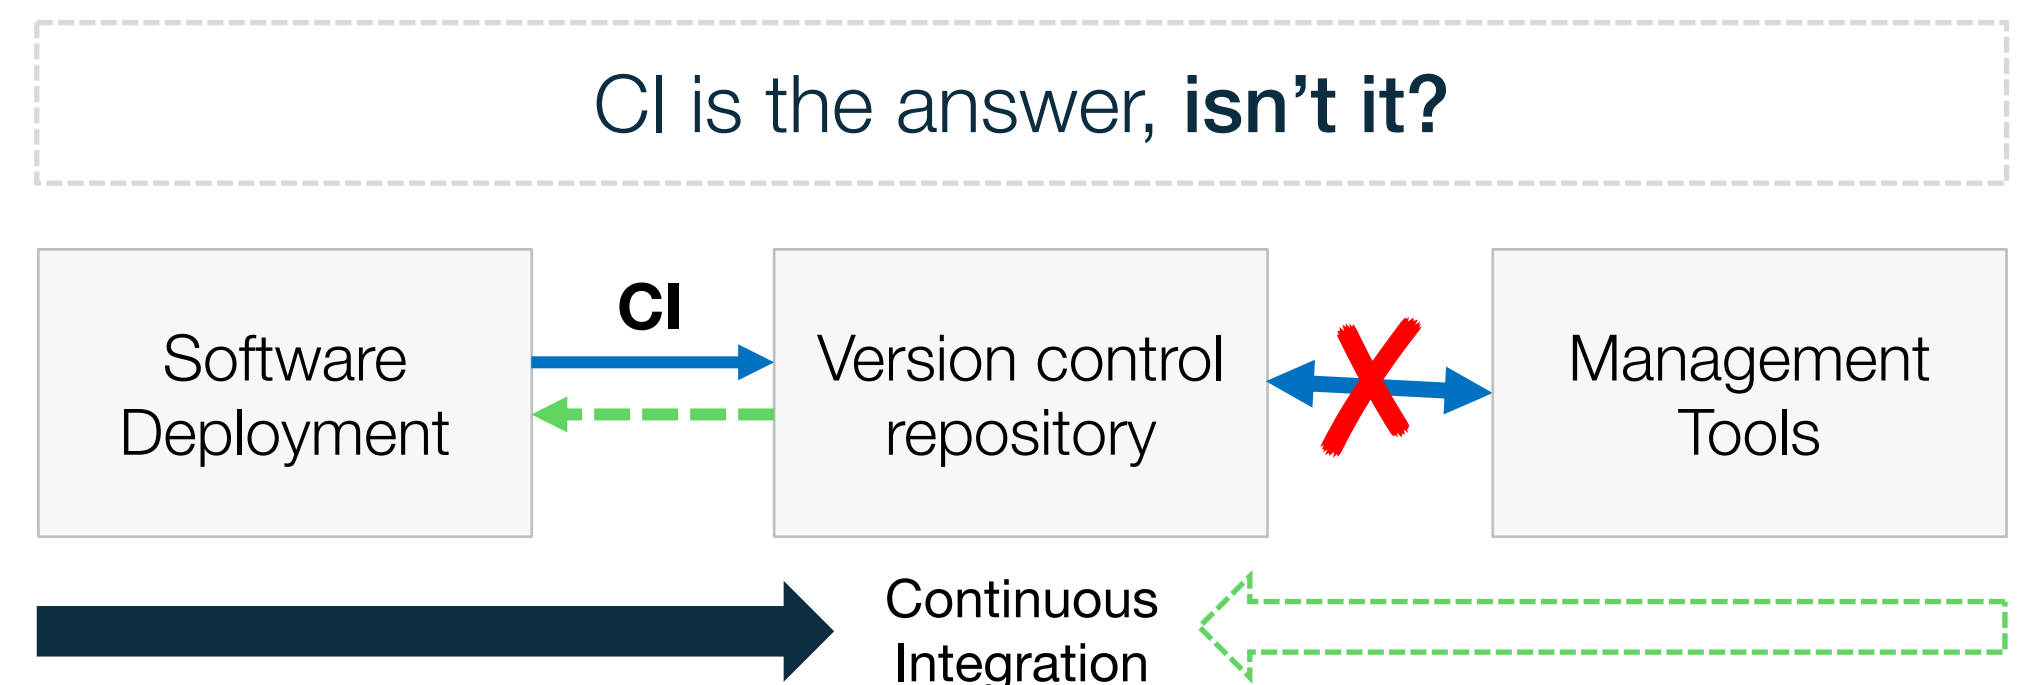 CI is the answer, isn't it?
CI
Software
Deployment
Version control
repository
Management
Tools
Continuous
Integration